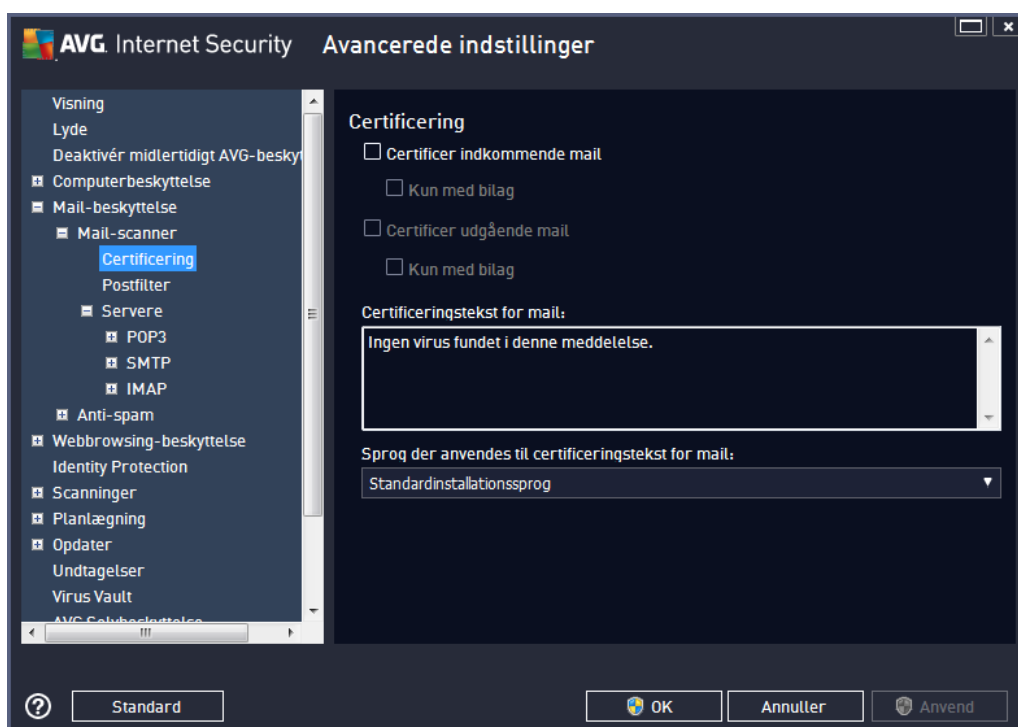 AVG. Internet Security Avancerede indstillinger
Visning
Lyde
Deaktivér midlertidigt AVG-besky
Computerbeskyttelse
Mail-beskyttelse
Mail-scanner
Certificering
Postfilter
Servere
POP3
SMTP
IMAP
Anti-spam
Webbrowsing-beskyttelse
Identity Protection
Scanninger
Planlægning
Opdater
Undtagelser
Virus Vault
AVG Selvbeskyttelse
Certificering
Certificer indkommende mail
Kun med bilag
Certificer udgående mail
Kun med bilag
Certificeringstekst for mail:
Ingen virus fundet i denne meddelelse.
Sprog der anvendes til certificeringstekst for mail:
Standardinstallationssprog
Standard
OK
Annuller
Anvend